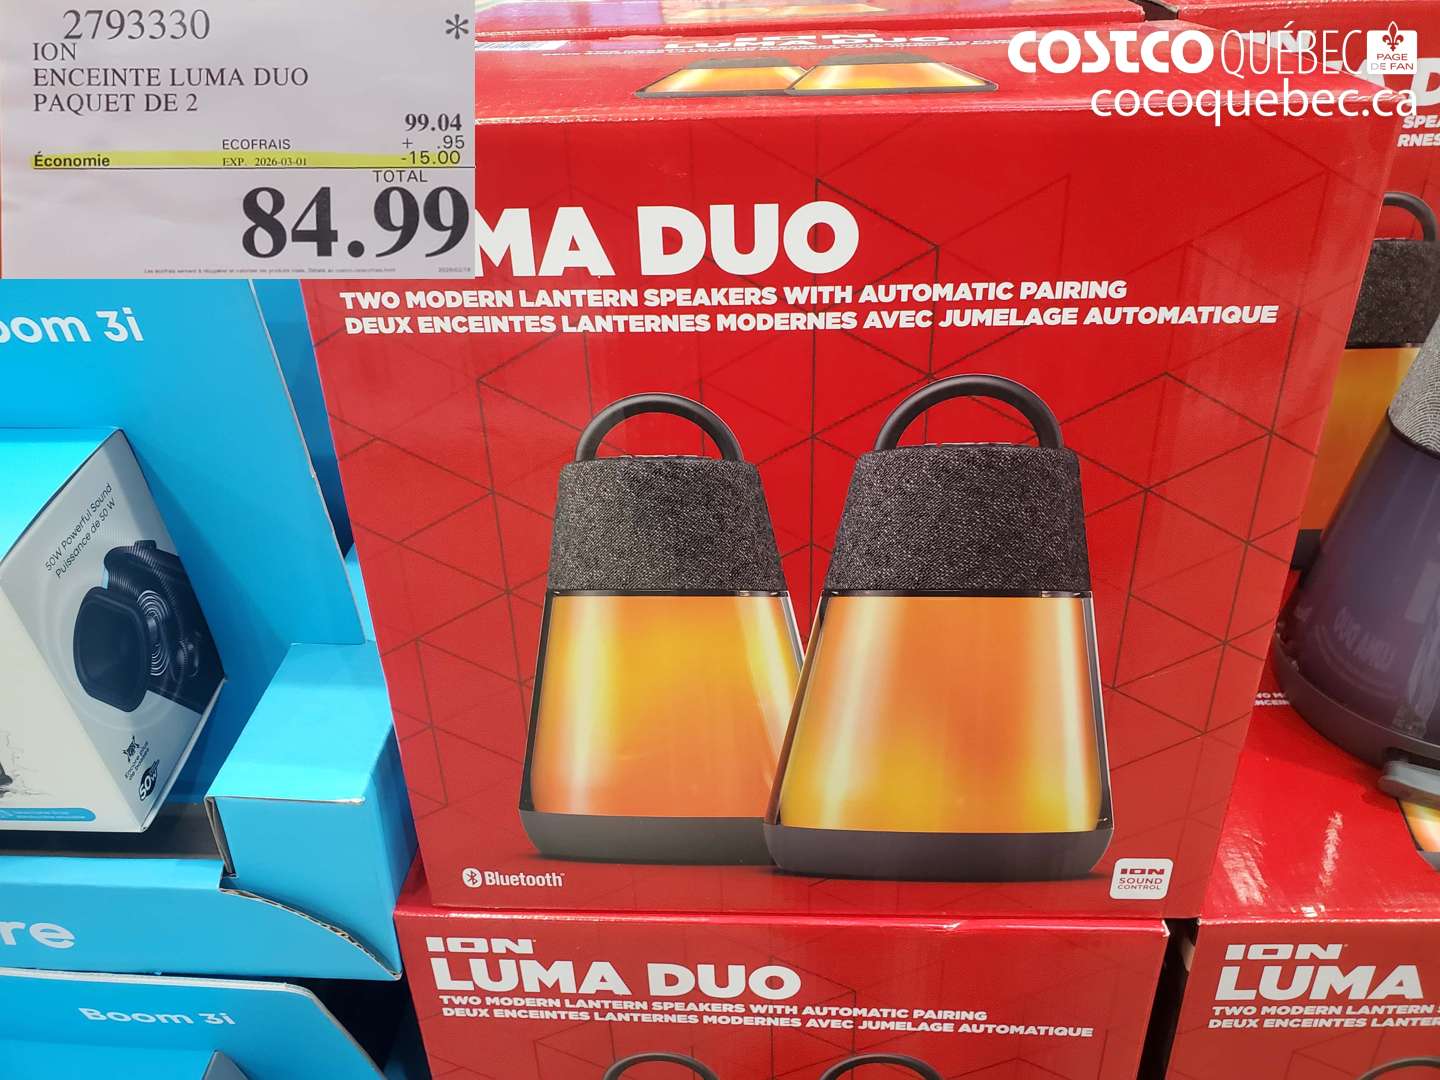 2793330 *
ION
ENCEINTE LUMA DUO
PAQUET DE 2
99.04
ECOFRAIS + .95
Économie EXP. 2026-03-01 -15.00
TOTAL
84.99
COSTCO QUÉBEC
PAGE
DE FAN
cocoquebec.ca
LUMA DUO
MA DUO
TWO MODERN LANTERN SPEAKERS WITH AUTOMATIC PAIRING
DEUX ENCEINTES LANTERNES MODERNES AVEC JUMELAGE AUTOMATIQUE
Bluetooth
ION
SOUND
CONTROL
oom 3i
50W Powerful Sound
Puissance de 50 W
50W
re
Boom 3i
ION
LUMA DUO
TWO MODERN LANTERN SPEAKERS WITH AUTOMATIC PAIRING
DEUX ENCEINTES LANTERNES MODERNES AVEC JUMELAGE AUTOMATIQUE
ION
LUMA
TWO MODERN LANTERN
DEUX ENCEINTES LANTER